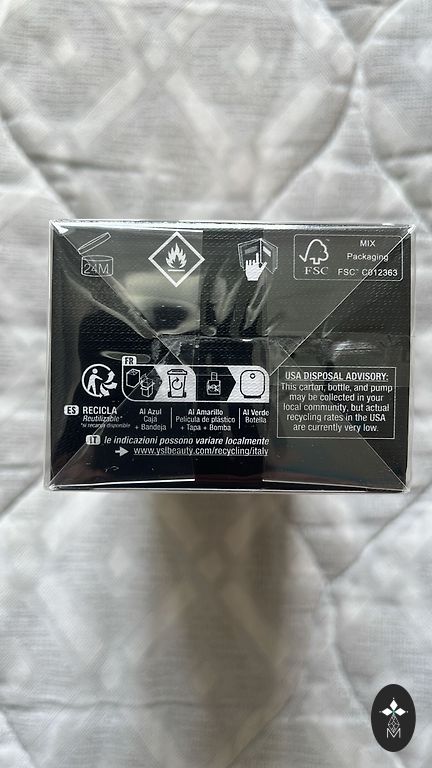 24M
FSC
MIX
Packaging
FSC™ C012363
FR
ES RECICLA
Reutilizable*
*si recarga disponible
Al Azul
Caja
+ Bandeja
Al Amarillo
Película de plástico
+ Tapa + Bomba
Al Verde
Botella
USA DISPOSAL ADVISORY:
This carton, bottle, and pump
may be collected in your
local community, but actual
recycling rates in the USA
are currently very low.
IT le indicazioni possono variare localmente
www.yslbeauty.com/recycling/italy
M